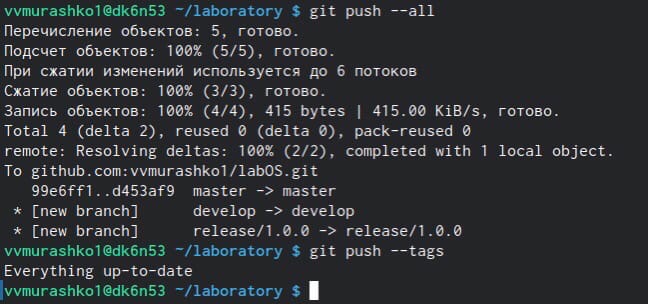 vvmurashko1@dk6n53 ~/laboratory $ git push --all
Перечисление объектов: 5, готово.
Подсчет объектов: 100% (5/5), готово.
При сжатии изменений используется до 6 потоков
Сжатие объектов: 100% (3/3), готово.
Запись объектов: 100% (4/4), 415 bytes | 415.00 KiB/s, готово.
Total 4 (delta 2), reused 0 (delta 0), pack-reused 0
remote: Resolving deltas: 100% (2/2), completed with 1 local object.
To github.com:vvmurashko1/labOS.git
   99e6ff1..d453af9  master -> master
 * [new branch]      develop -> develop
 * [new branch]      release/1.0.0 -> release/1.0.0
vvmurashko1@dk6n53 ~/laboratory $ git push --tags
Everything up-to-date
vvmurashko1@dk6n53 ~/laboratory $